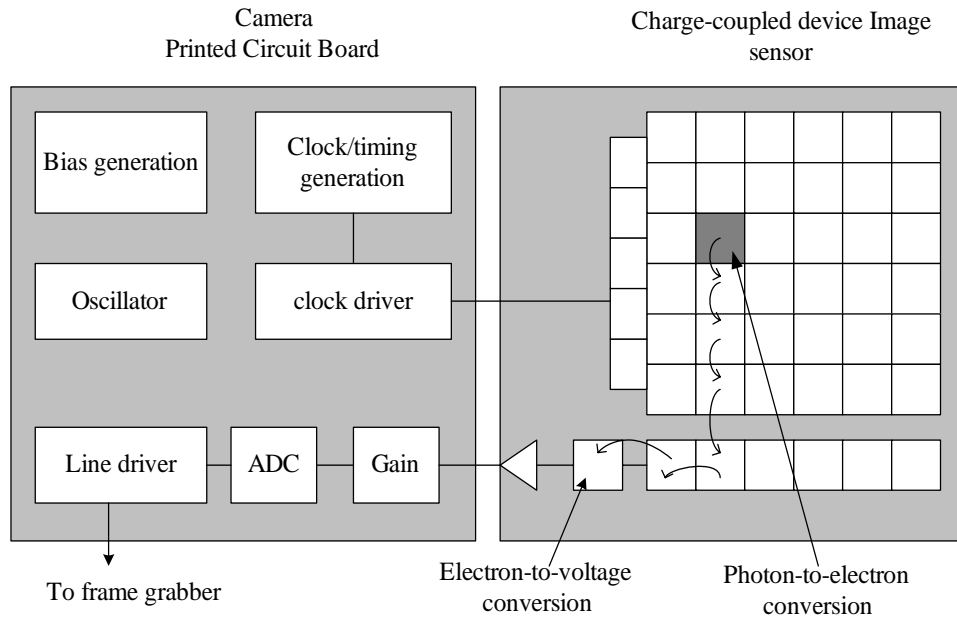 Camera
Printed Circuit Board
Charge-coupled device Image
sensor
Bias generation
Clock/timing
generation
Oscillator
clock driver
Line driver
ADC
Gain
To frame grabber
Electron-to-voltage
conversion
Photon-to-electron
conversion